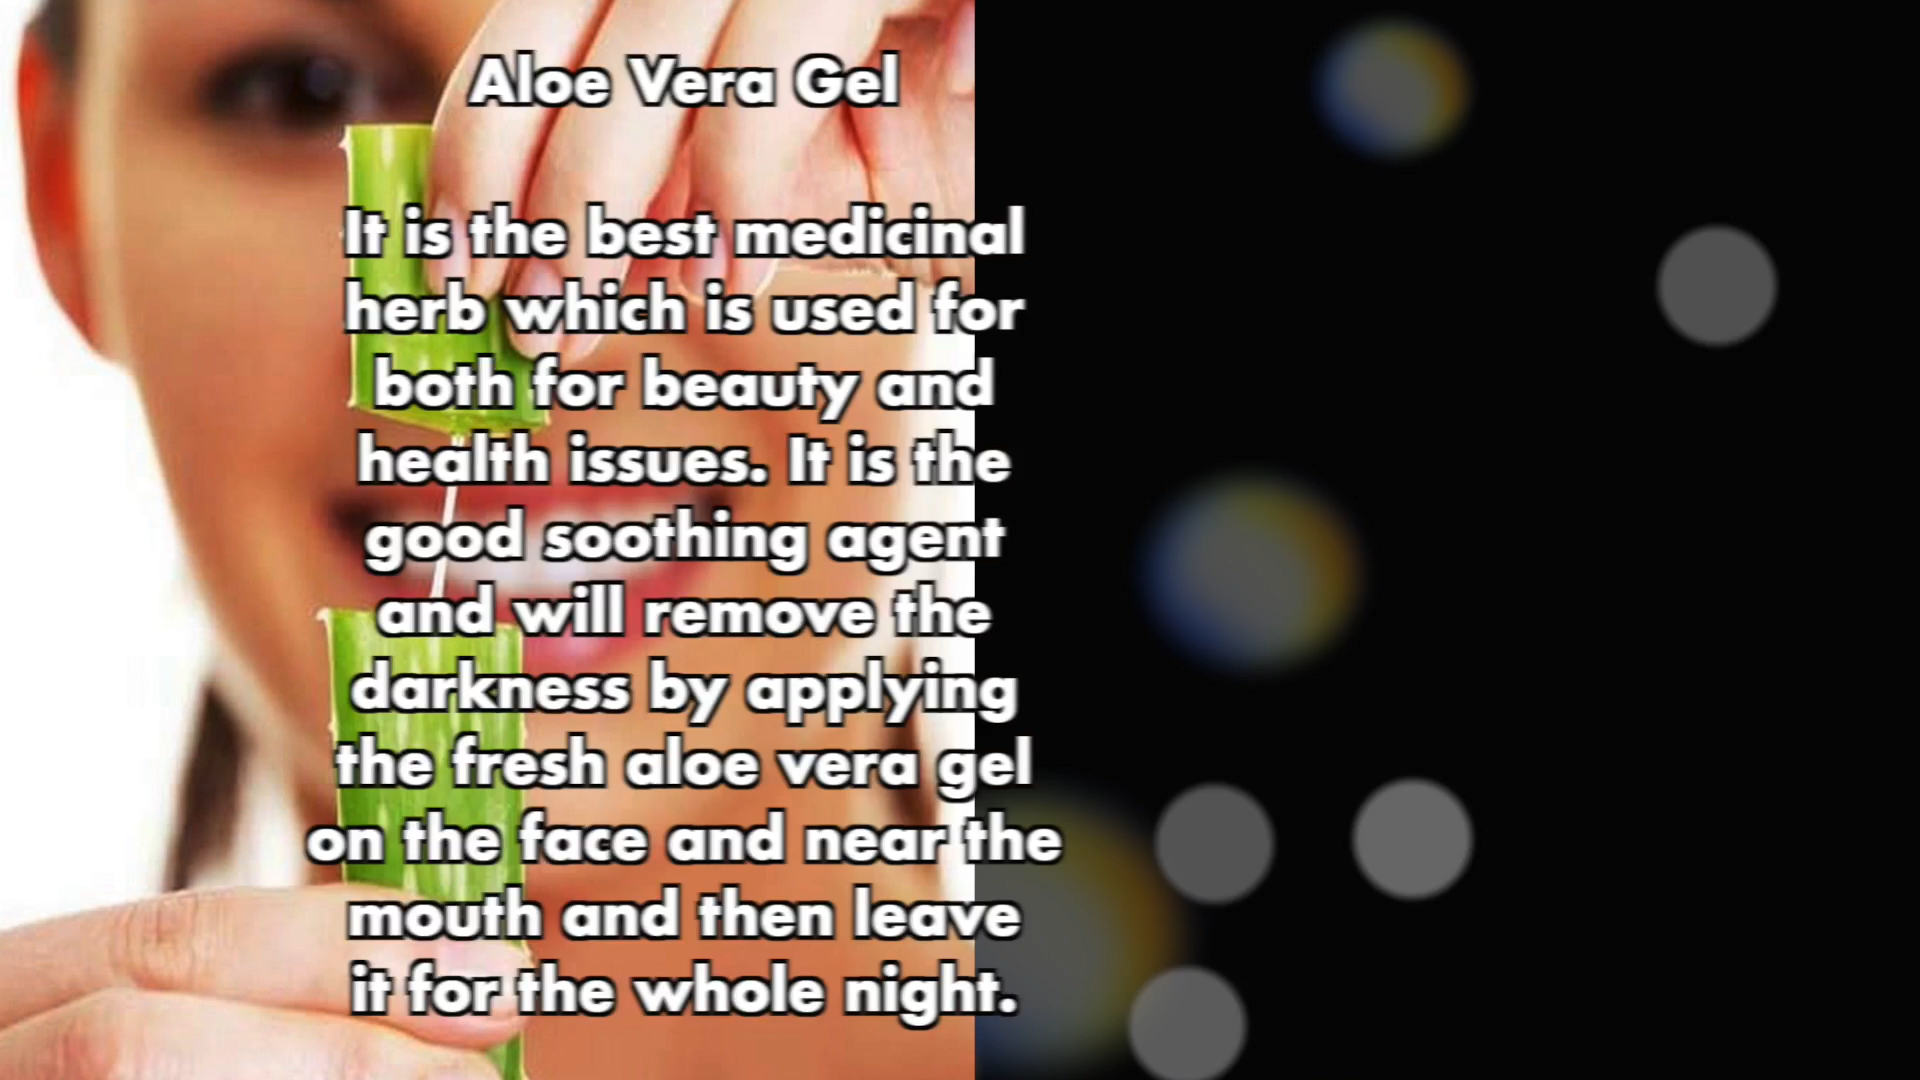 Aloe Vera Gel
It is the best medicinal
herb which is used for
both for beauty and
health issues. It is the
good soothing agent
and will remove the
darkness by applying
the fresh aloe vera gel
on the face and near the
mouth and then leave
it for the whole night.